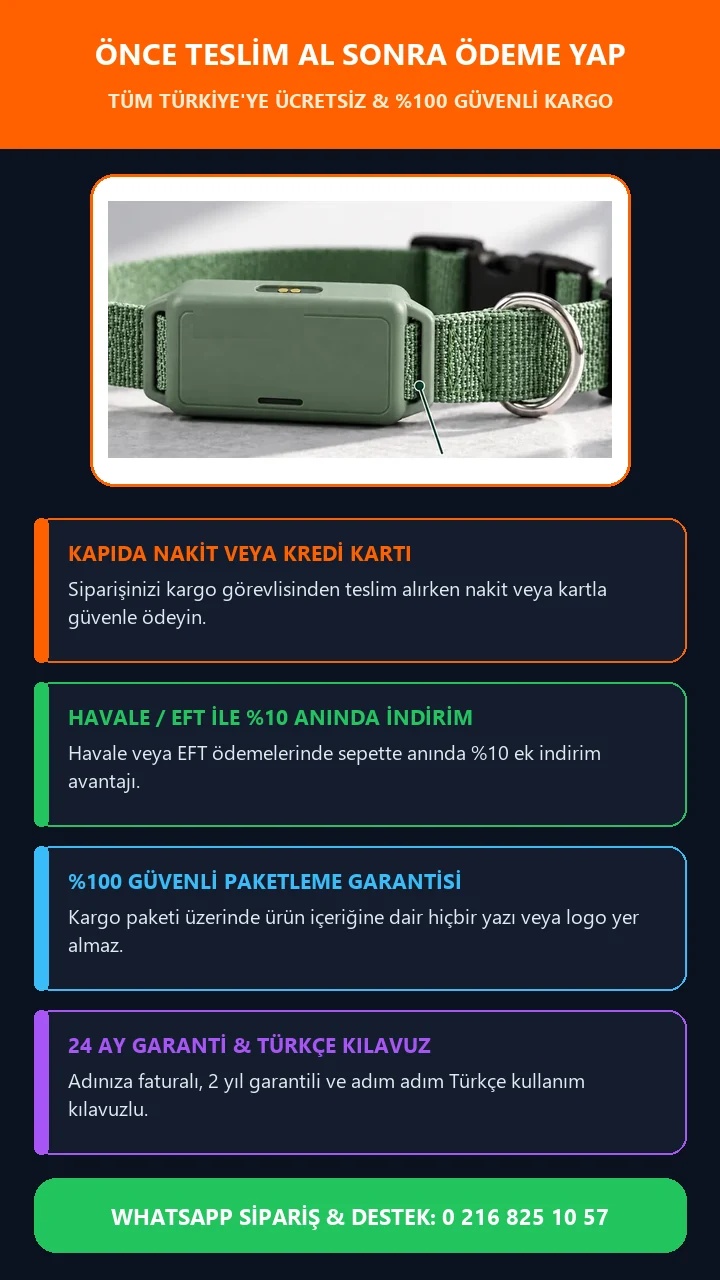 ÖNCE TESLİM AL SONRA ÖDEME YAP
TÜM TÜRKİYE'YE ÜCRETSİZ & %100 GÜVENLİ KARGO
KAPIDA NAKİT VEYA KREDİ KARTI
Siparişinizi kargo görevlisinden teslim alırken nakit veya kartla
güvenle ödeyin.
HAVALE / EFT İLE %10 ANINDA İNDİRİM
Havale veya EFT ödemelerinde sepette anında %10 ek indirim
avantajı.
%100 GÜVENLİ PAKETLEME GARANTİSİ
Kargo paketi üzerinde ürün içeriğine dair hiçbir yazı veya logo yer
almaz.
24 AY GARANTİ & TÜRKÇE KILAVUZ
Adınıza faturalı, 2 yıl garantili ve adım adım Türkçe kullanım
kılavuzlu.
WHATSAPP SİPARİŞ & DESTEK: 0 216 825 10 57